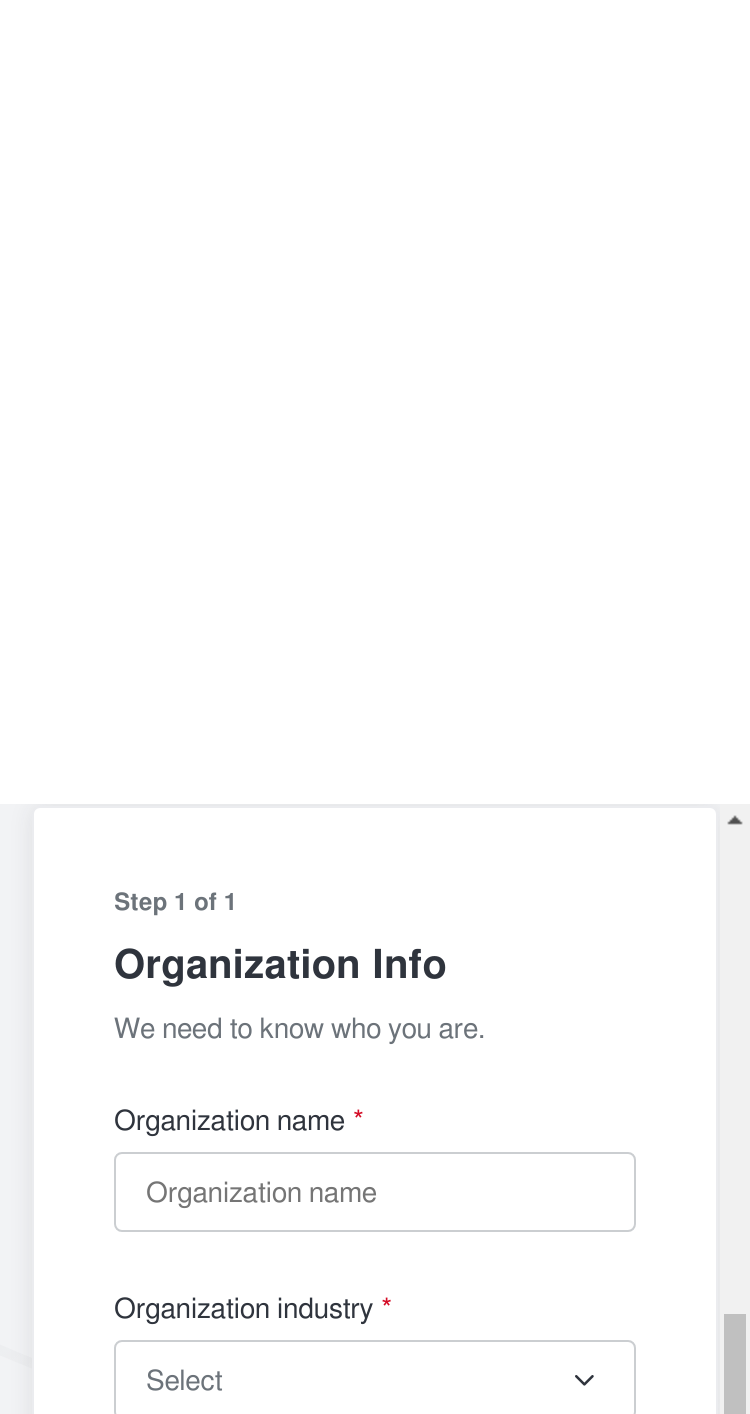 Step 1 of 1
Organization Info
We need to know who you are.
Organization name *
Organization name
Organization industry *
Select